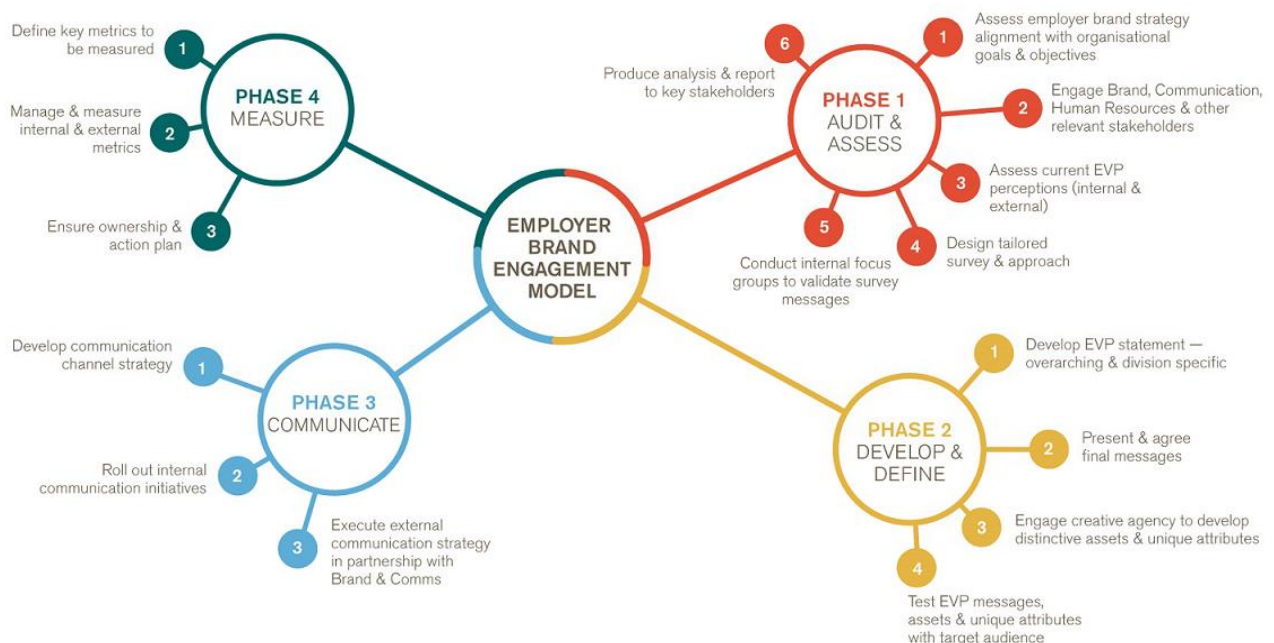 EMPLOYER
BRAND
ENGAGEMENT
MODEL
PHASE 1
AUDIT &
ASSESS
1
Assess employer brand strategy
alignment with organisational
goals & objectives
2
Engage Brand, Communication,
Human Resources & other
relevant stakeholders
3
Assess current EVP
perceptions (internal &
external)
4
Design tailored
survey & approach
5
Conduct internal focus
groups to validate survey
messages
6
Produce analysis & report
to key stakeholders
PHASE 2
DEVELOP &
DEFINE
1
Develop EVP statement —
overarching & division specific
2
Present & agree
final messages
3
Engage creative agency to develop
distinctive assets & unique attributes
4
Test EVP messages,
assets & unique attributes
with target audience
PHASE 3
COMMUNICATE
1
Develop communication
channel strategy
2
Roll out internal
communication initiatives
3
Execute external
communication strategy
in partnership with
Brand & Comms
PHASE 4
MEASURE
1
Define key metrics to
be measured
2
Manage & measure
internal & external
metrics
3
Ensure ownership &
action plan